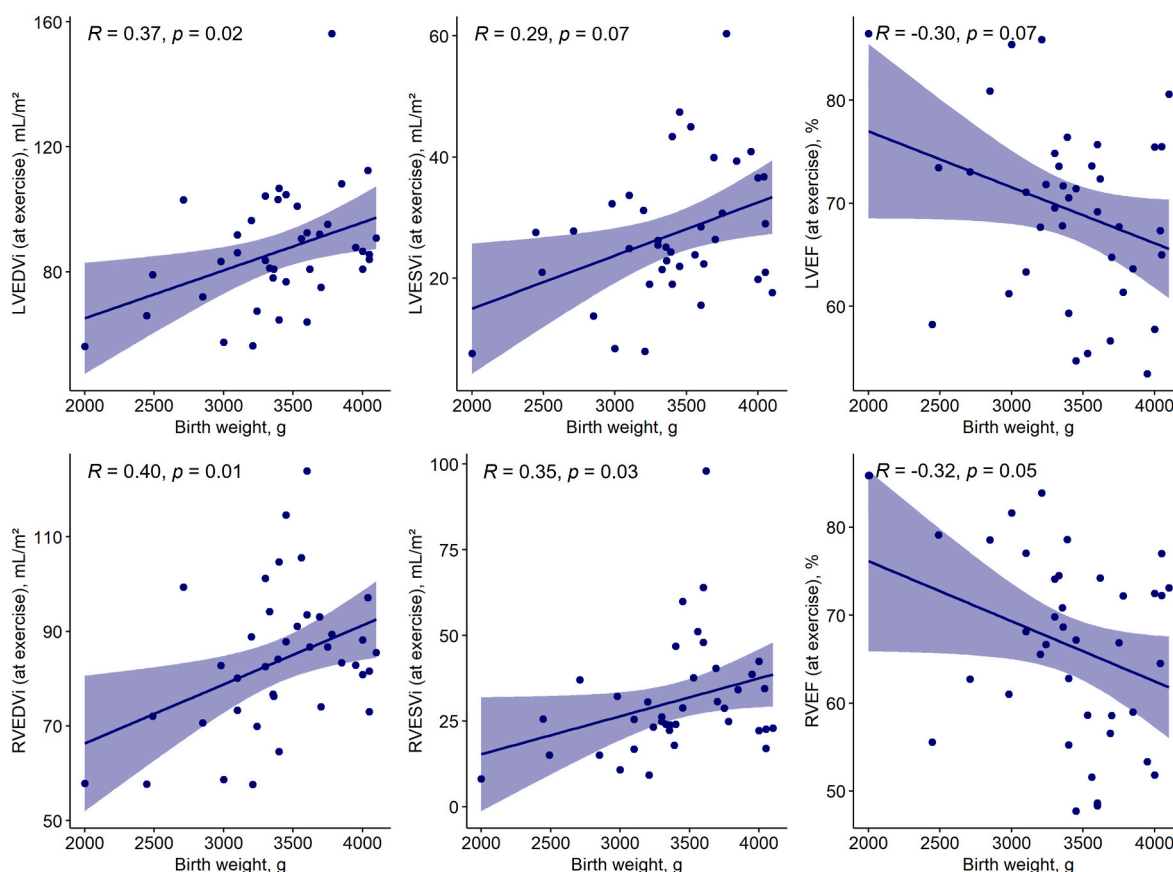 R = 0.37, p = 0.02
LVEDVi (at exercise), mL/m²
160
120
80
2000 2500 3000 3500 4000
Birth weight, g
R = 0.29, p = 0.07
LVESVi (at exercise), mL/m²
60
40
20
2000 2500 3000 3500 4000
Birth weight, g
R = -0.30, p = 0.07
LVEF (at exercise), %
80
70
60
2000 2500 3000 3500 4000
Birth weight, g
R = 0.40, p = 0.01
RVEDVi (at exercise), mL/m²
110
90
70
50
2000 2500 3000 3500 4000
Birth weight, g
R = 0.35, p = 0.03
RVESVi (at exercise), mL/m²
100
75
50
25
0
2000 2500 3000 3500 4000
Birth weight, g
R = -0.32, p = 0.05
RVEF (at exercise), %
80
70
60
50
2000 2500 3000 3500 4000
Birth weight, g